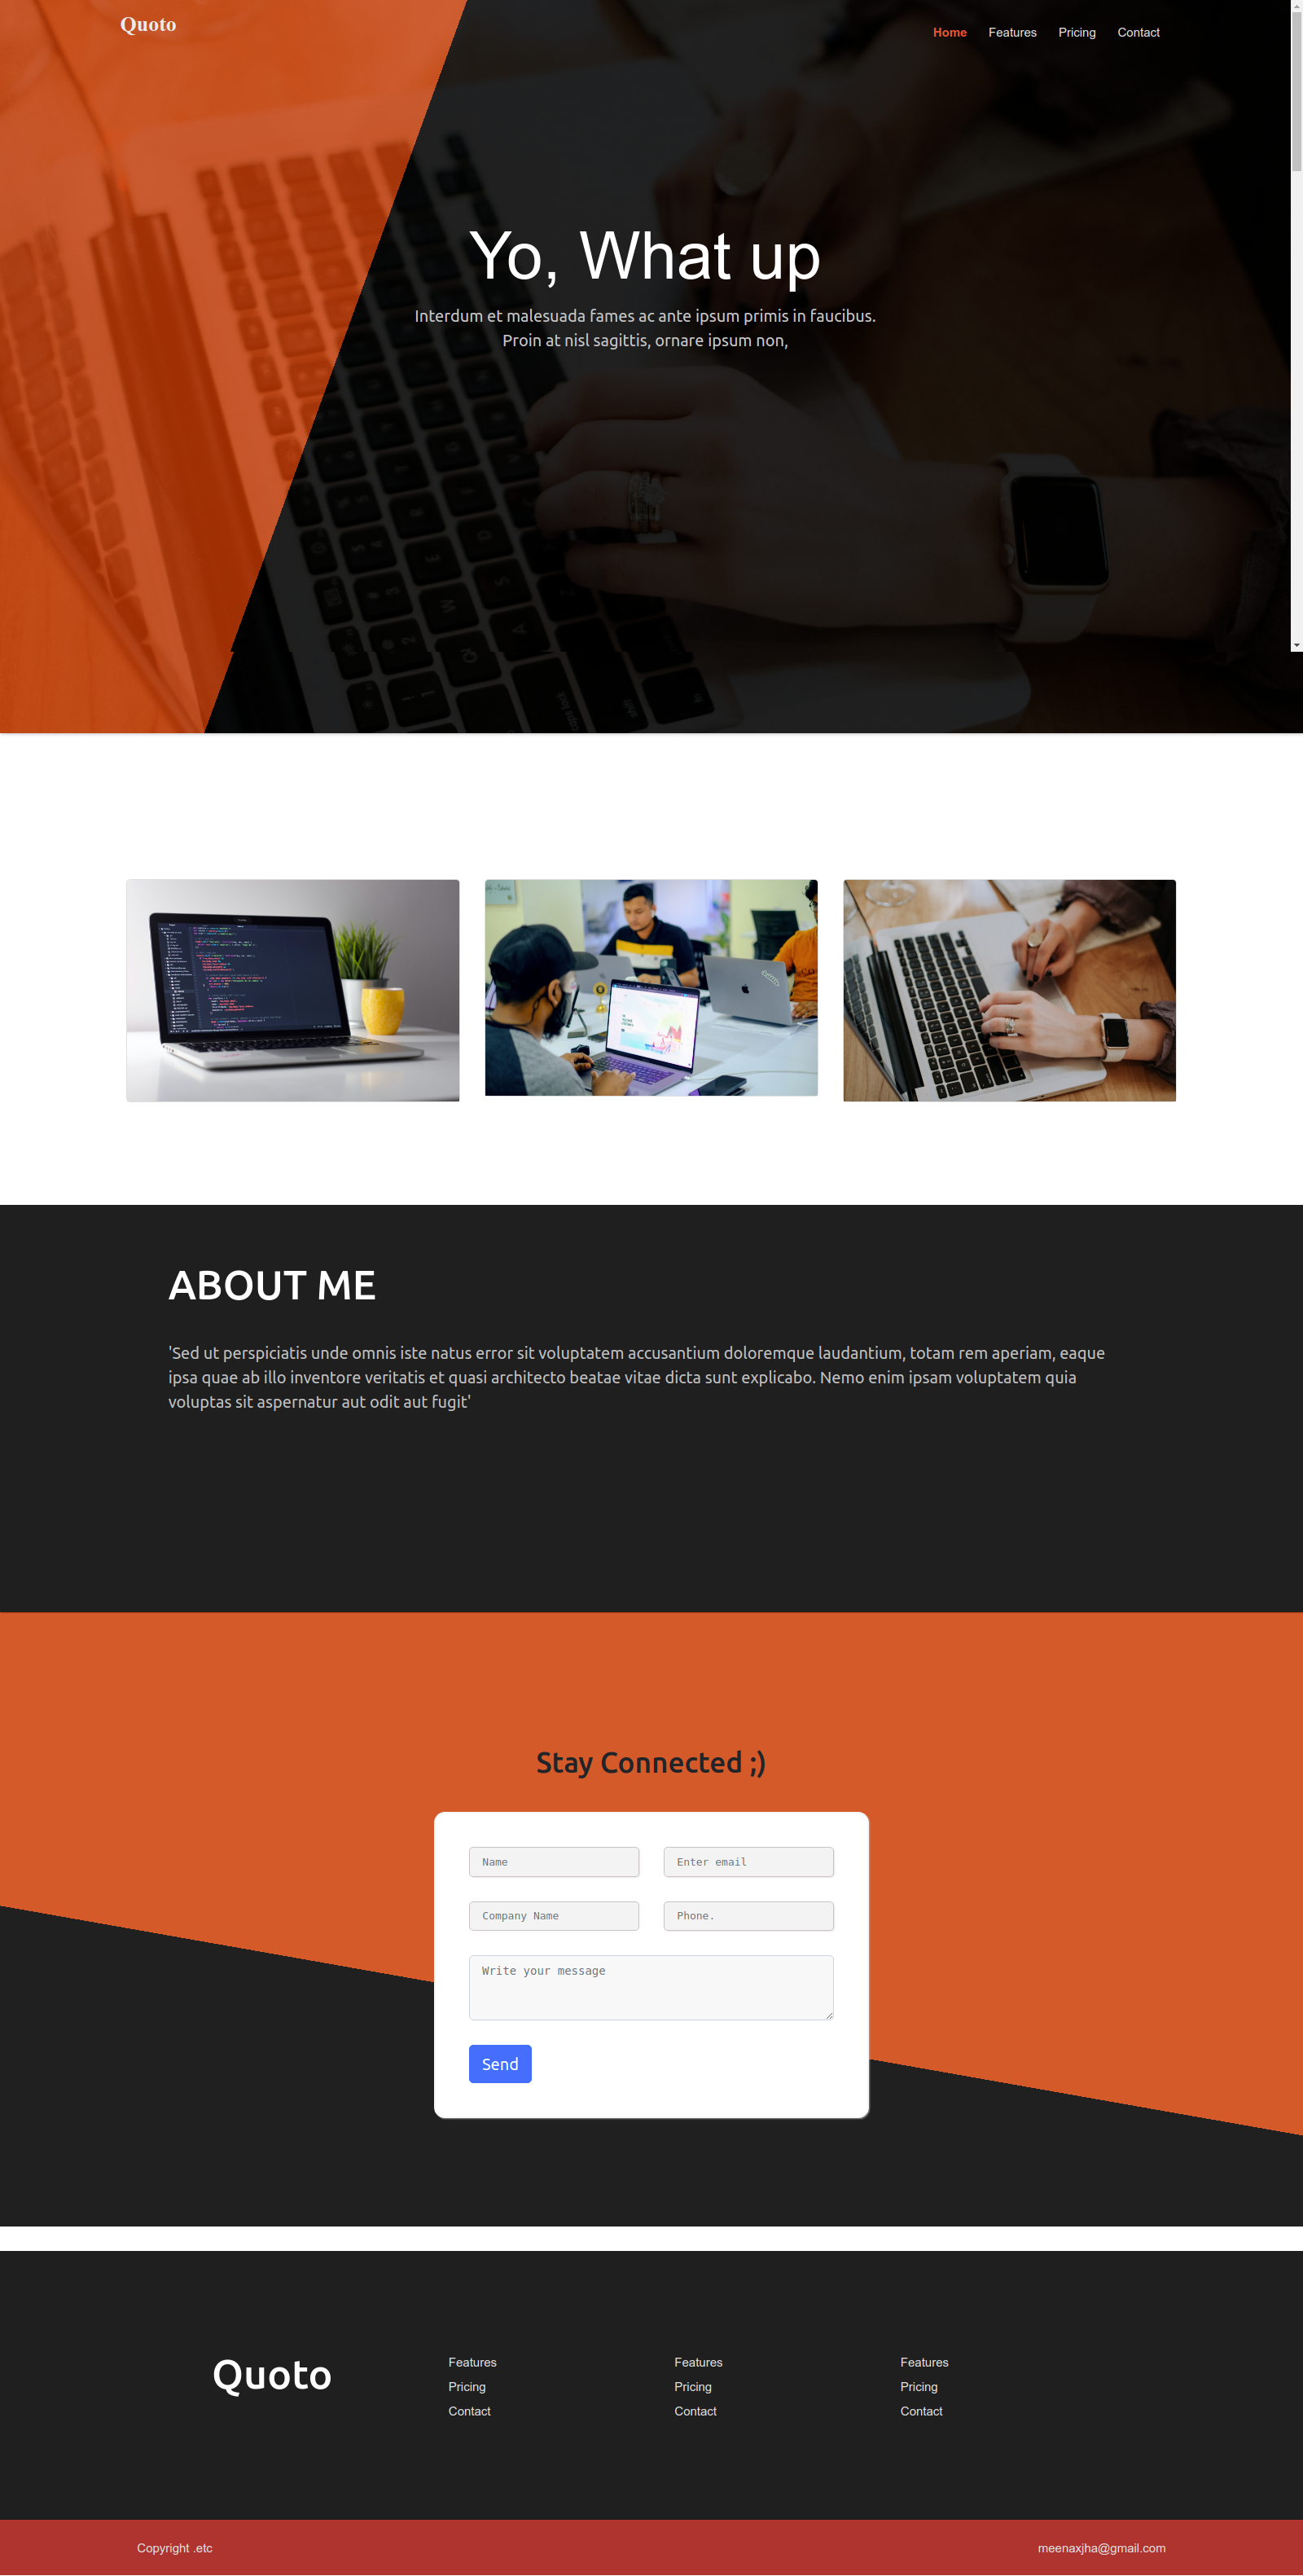 Quoto
Home Features Pricing Contact
Yo, What up
Interdum et malesuada fames ac ante ipsum primis in faucibus.
Proin at nisl sagittis, ornare ipsum non,
ABOUT ME
'Sed ut perspiciatis unde omnis iste natus error sit voluptatem accusantium doloremque laudantium, totam rem aperiam, eaque
ipsa quae ab illo inventore veritatis et quasi architecto beatae vitae dicta sunt explicabo. Nemo enim ipsam voluptatem quia
voluptas sit aspernatur aut odit aut fugit'
Stay Connected ;)
Name
Enter email
Company Name
Phone.
Write your message
Send
Quoto
Features
Pricing
Contact
Features
Pricing
Contact
Features
Pricing
Contact
Copyright .etc
meenaxjha@gmail.com